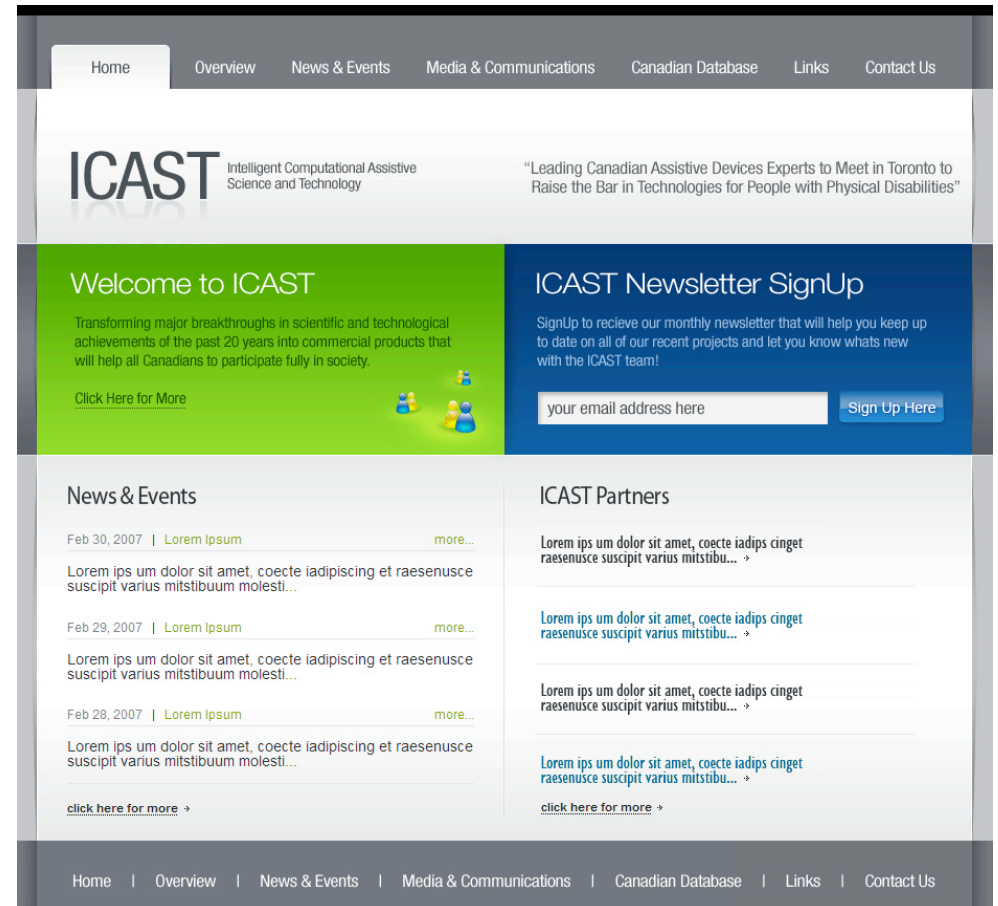 Home Overview News & Events Media & Communications Canadian Database Links Contact Us
ICAST
Intelligent Computational Assistive
Science and Technology
“Leading Canadian Assistive Devices Experts to Meet in Toronto to
Raise the Bar in Technologies for People with Physical Disabilities”
Welcome to ICAST
Transforming major breakthroughs in scientific and technological
achievements of the past 20 years into commercial products that
will help all Canadians to participate fully in society.
Click Here for More
ICAST Newsletter SignUp
SignUp to recieve our monthly newsletter that will help you keep up
to date on all of our recent projects and let you know whats new
with the ICAST team!
your email address here
Sign Up Here
News & Events
Feb 30, 2007 | Lorem Ipsum more...
Lorem ips um dolor sit amet, coecte iadipiscing et raesenusce
suscipit varius mitstibuum molesti...
Feb 29, 2007 | Lorem Ipsum more...
Lorem ips um dolor sit amet, coecte iadipiscing et raesenusce
suscipit varius mitstibuum molesti...
Feb 28, 2007 | Lorem Ipsum more...
Lorem ips um dolor sit amet, coecte iadipiscing et raesenusce
suscipit varius mitstibuum molesti...
click here for more
ICAST Partners
Lorem ips um dolor sit amet, coecte iadips cinget
raesenusce suscipit varius mitstibu...
Lorem ips um dolor sit amet, coecte iadips cinget
raesenusce suscipit varius mitstibu...
Lorem ips um dolor sit amet, coecte iadips cinget
raesenusce suscipit varius mitstibu...
Lorem ips um dolor sit amet, coecte iadips cinget
raesenusce suscipit varius mitstibu...
click here for more
Home | Overview | News & Events | Media & Communications | Canadian Database | Links | Contact Us